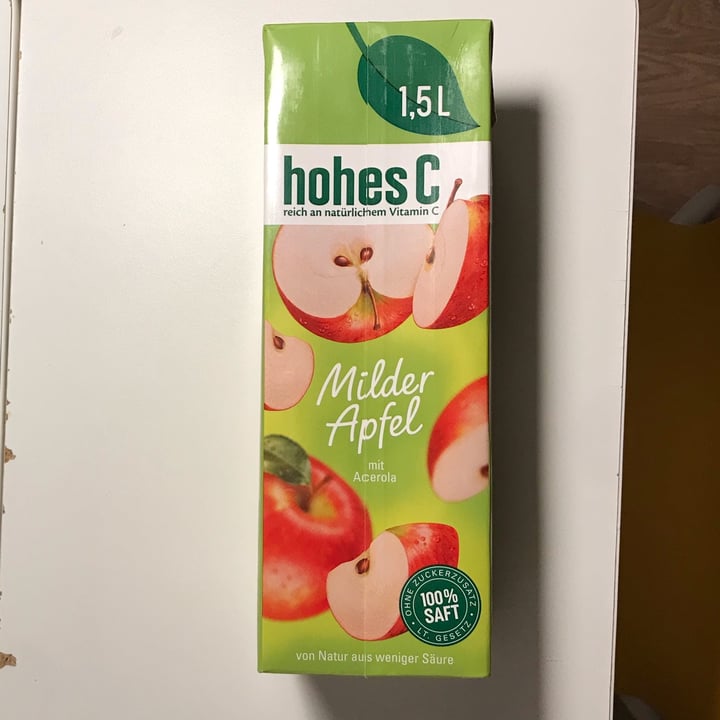 1,5 L
hohes C
reich an natürlichem Vitamin C
Milder
Apfel
mit
Acerola
OHNE ZUCKERZUSATZ
100%
SAFT
• LT. GESETZ •
von Natur aus weniger Säure